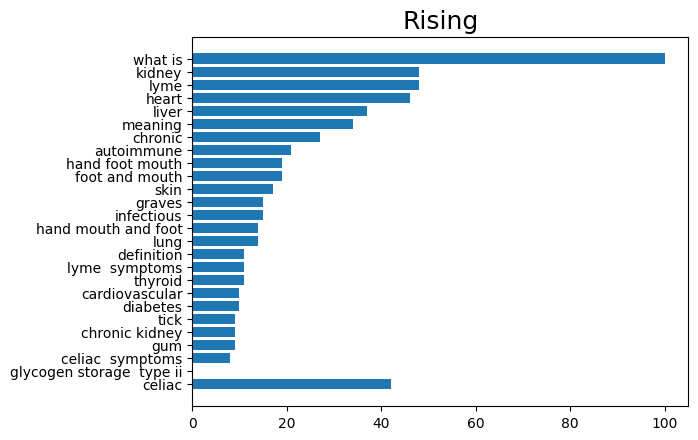 Rising
what is
kidney
lyme
heart
liver
meaning
chronic
autoimmune
hand foot mouth
foot and mouth
skin
graves
infectious
hand mouth and foot
lung
definition
lyme  symptoms
thyroid
cardiovascular
diabetes
tick
chronic kidney
gum
celiac  symptoms
glycogen storage  type ii
celiac
0 20 40 60 80 100